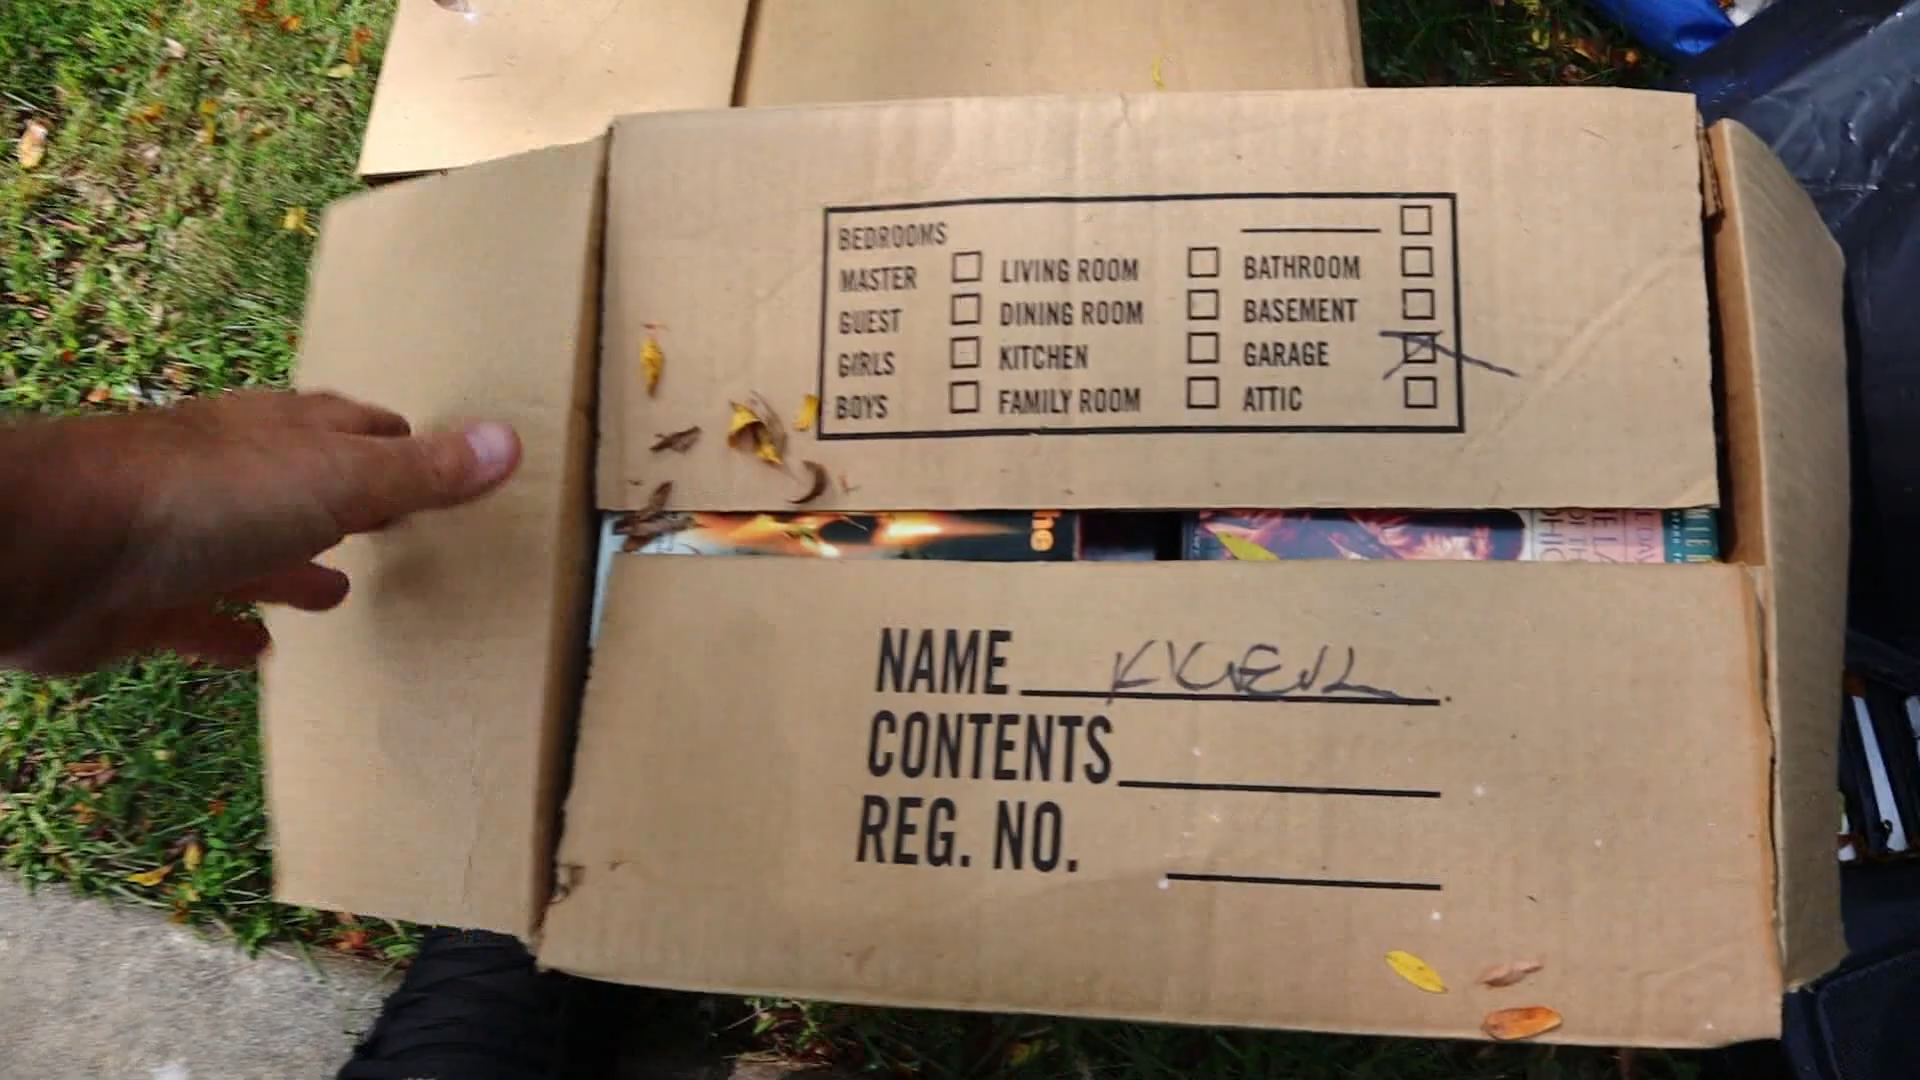 BEDROOMS
MASTER LIVING ROOM BATHROOM
GUEST DINING ROOM BASEMENT
GIRLS KITCHEN GARAGE
BOYS FAMILY ROOM ATTIC
he
NAME
CONTENTS
REG. NO.